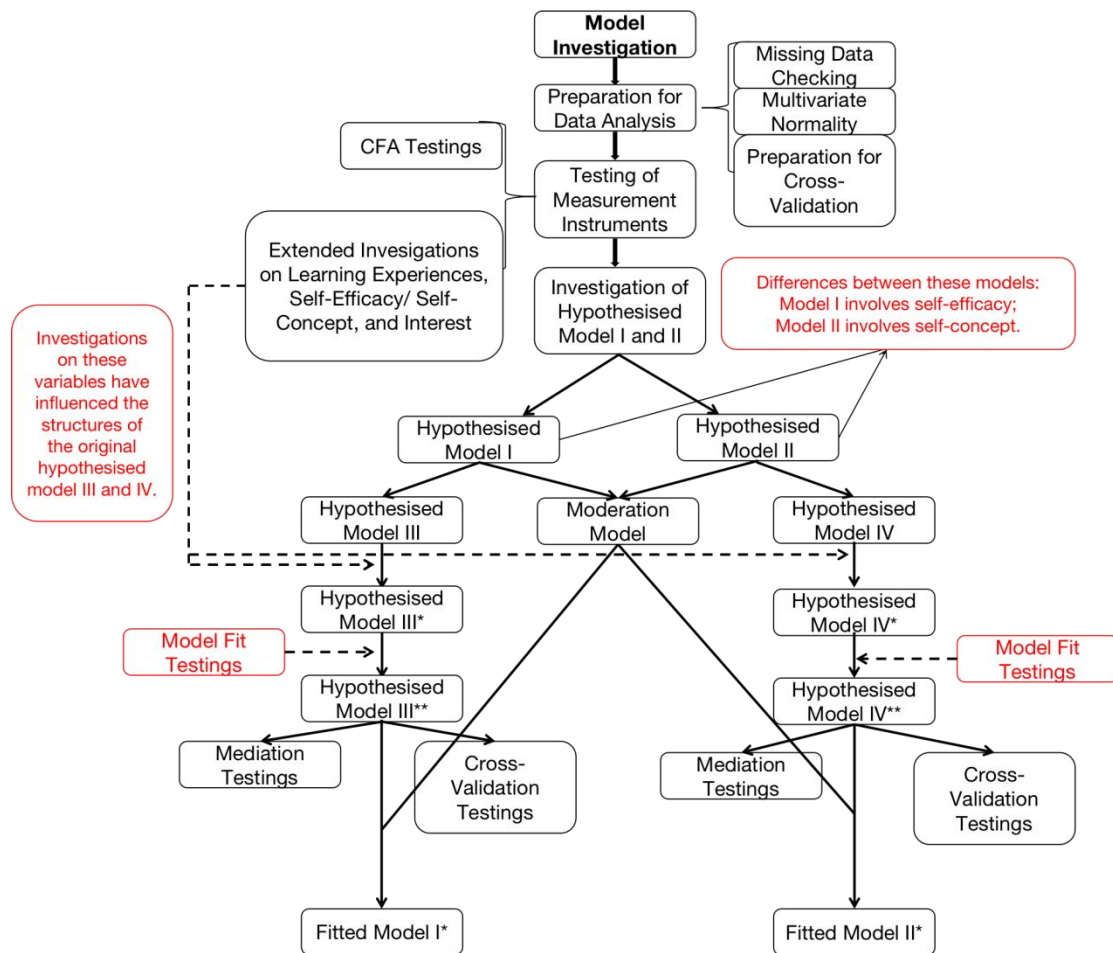 Model
Investigation
Missing Data
Checking
Preparation for
Data Analysis
Multivariate
Normality
CFA Testings
Preparation for
Cross-
Validation
Testing of
Measurement
Instruments
Extended Invesigations
on Learning Experiences,
Self-Efficacy/ Self-
Concept, and Interest
Investigation of
Hypothesised
Model I and II
Differences between these models:
Model I involves self-efficacy;
Model II involves self-concept.
Investigations
on these
variables have
influenced the
structures of
the original
hypothesised
model III and IV.
Hypothesised
Model I
Hypothesised
Model II
Hypothesised
Model III
Moderation
Model
Hypothesised
Model IV
Hypothesised
Model III*
Hypothesised
Model IV*
Model Fit
Testings
Model Fit
Testings
Hypothesised
Model III**
Hypothesised
Model IV**
Mediation
Testings
Cross-
Validation
Testings
Mediation
Testings
Cross-
Validation
Testings
Fitted Model I*
Fitted Model II*